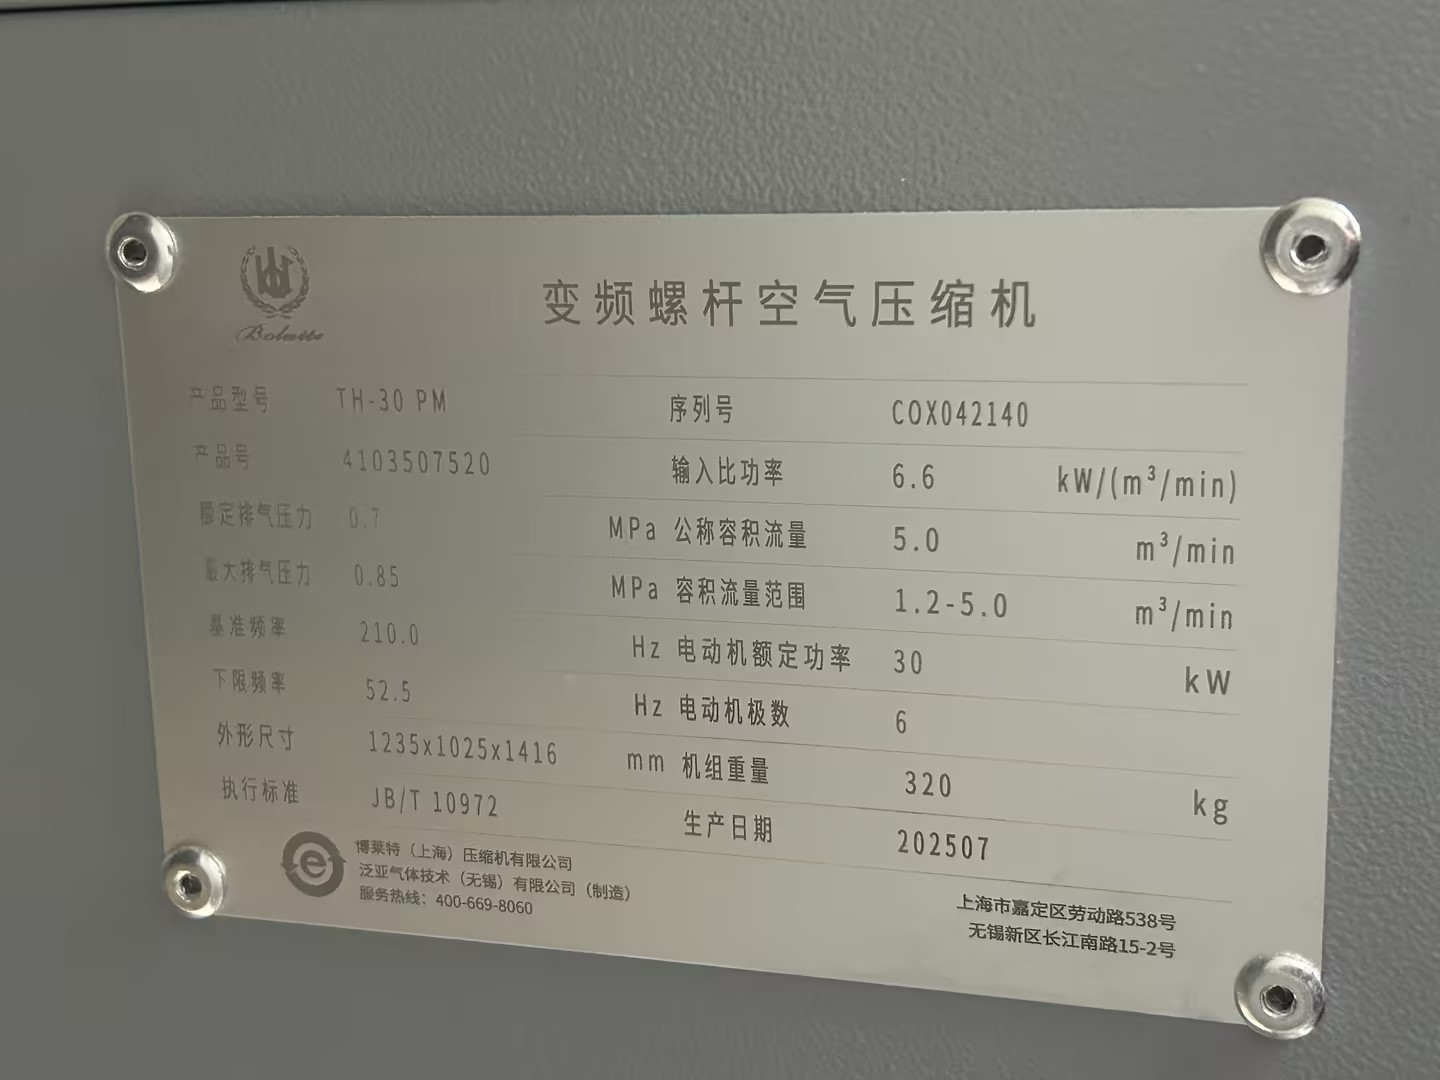 Bolaite
变频螺杆空气压缩机
产品型号 TH-30 PM 序列号 COX042140
产品号 4103507520 输入比功率 6.6 kW/(m³/min)
额定排气压力 0.7 MPa 公称容积流量 5.0 m³/min
最大排气压力 0.85 MPa 容积流量范围 1.2-5.0 m³/min
基准频率 210.0 Hz 电动机额定功率 30 kW
下限频率 52.5 Hz 电动机极数 6
外形尺寸 1235x1025x1416 mm 机组重量 320 kg
执行标准 JB/T 10972 生产日期 202507
e 博莱特（上海）压缩机有限公司
泛亚气体技术（无锡）有限公司（制造）
服务热线：400-669-8060
上海市嘉定区劳动路538号
无锡新区长江南路15-2号